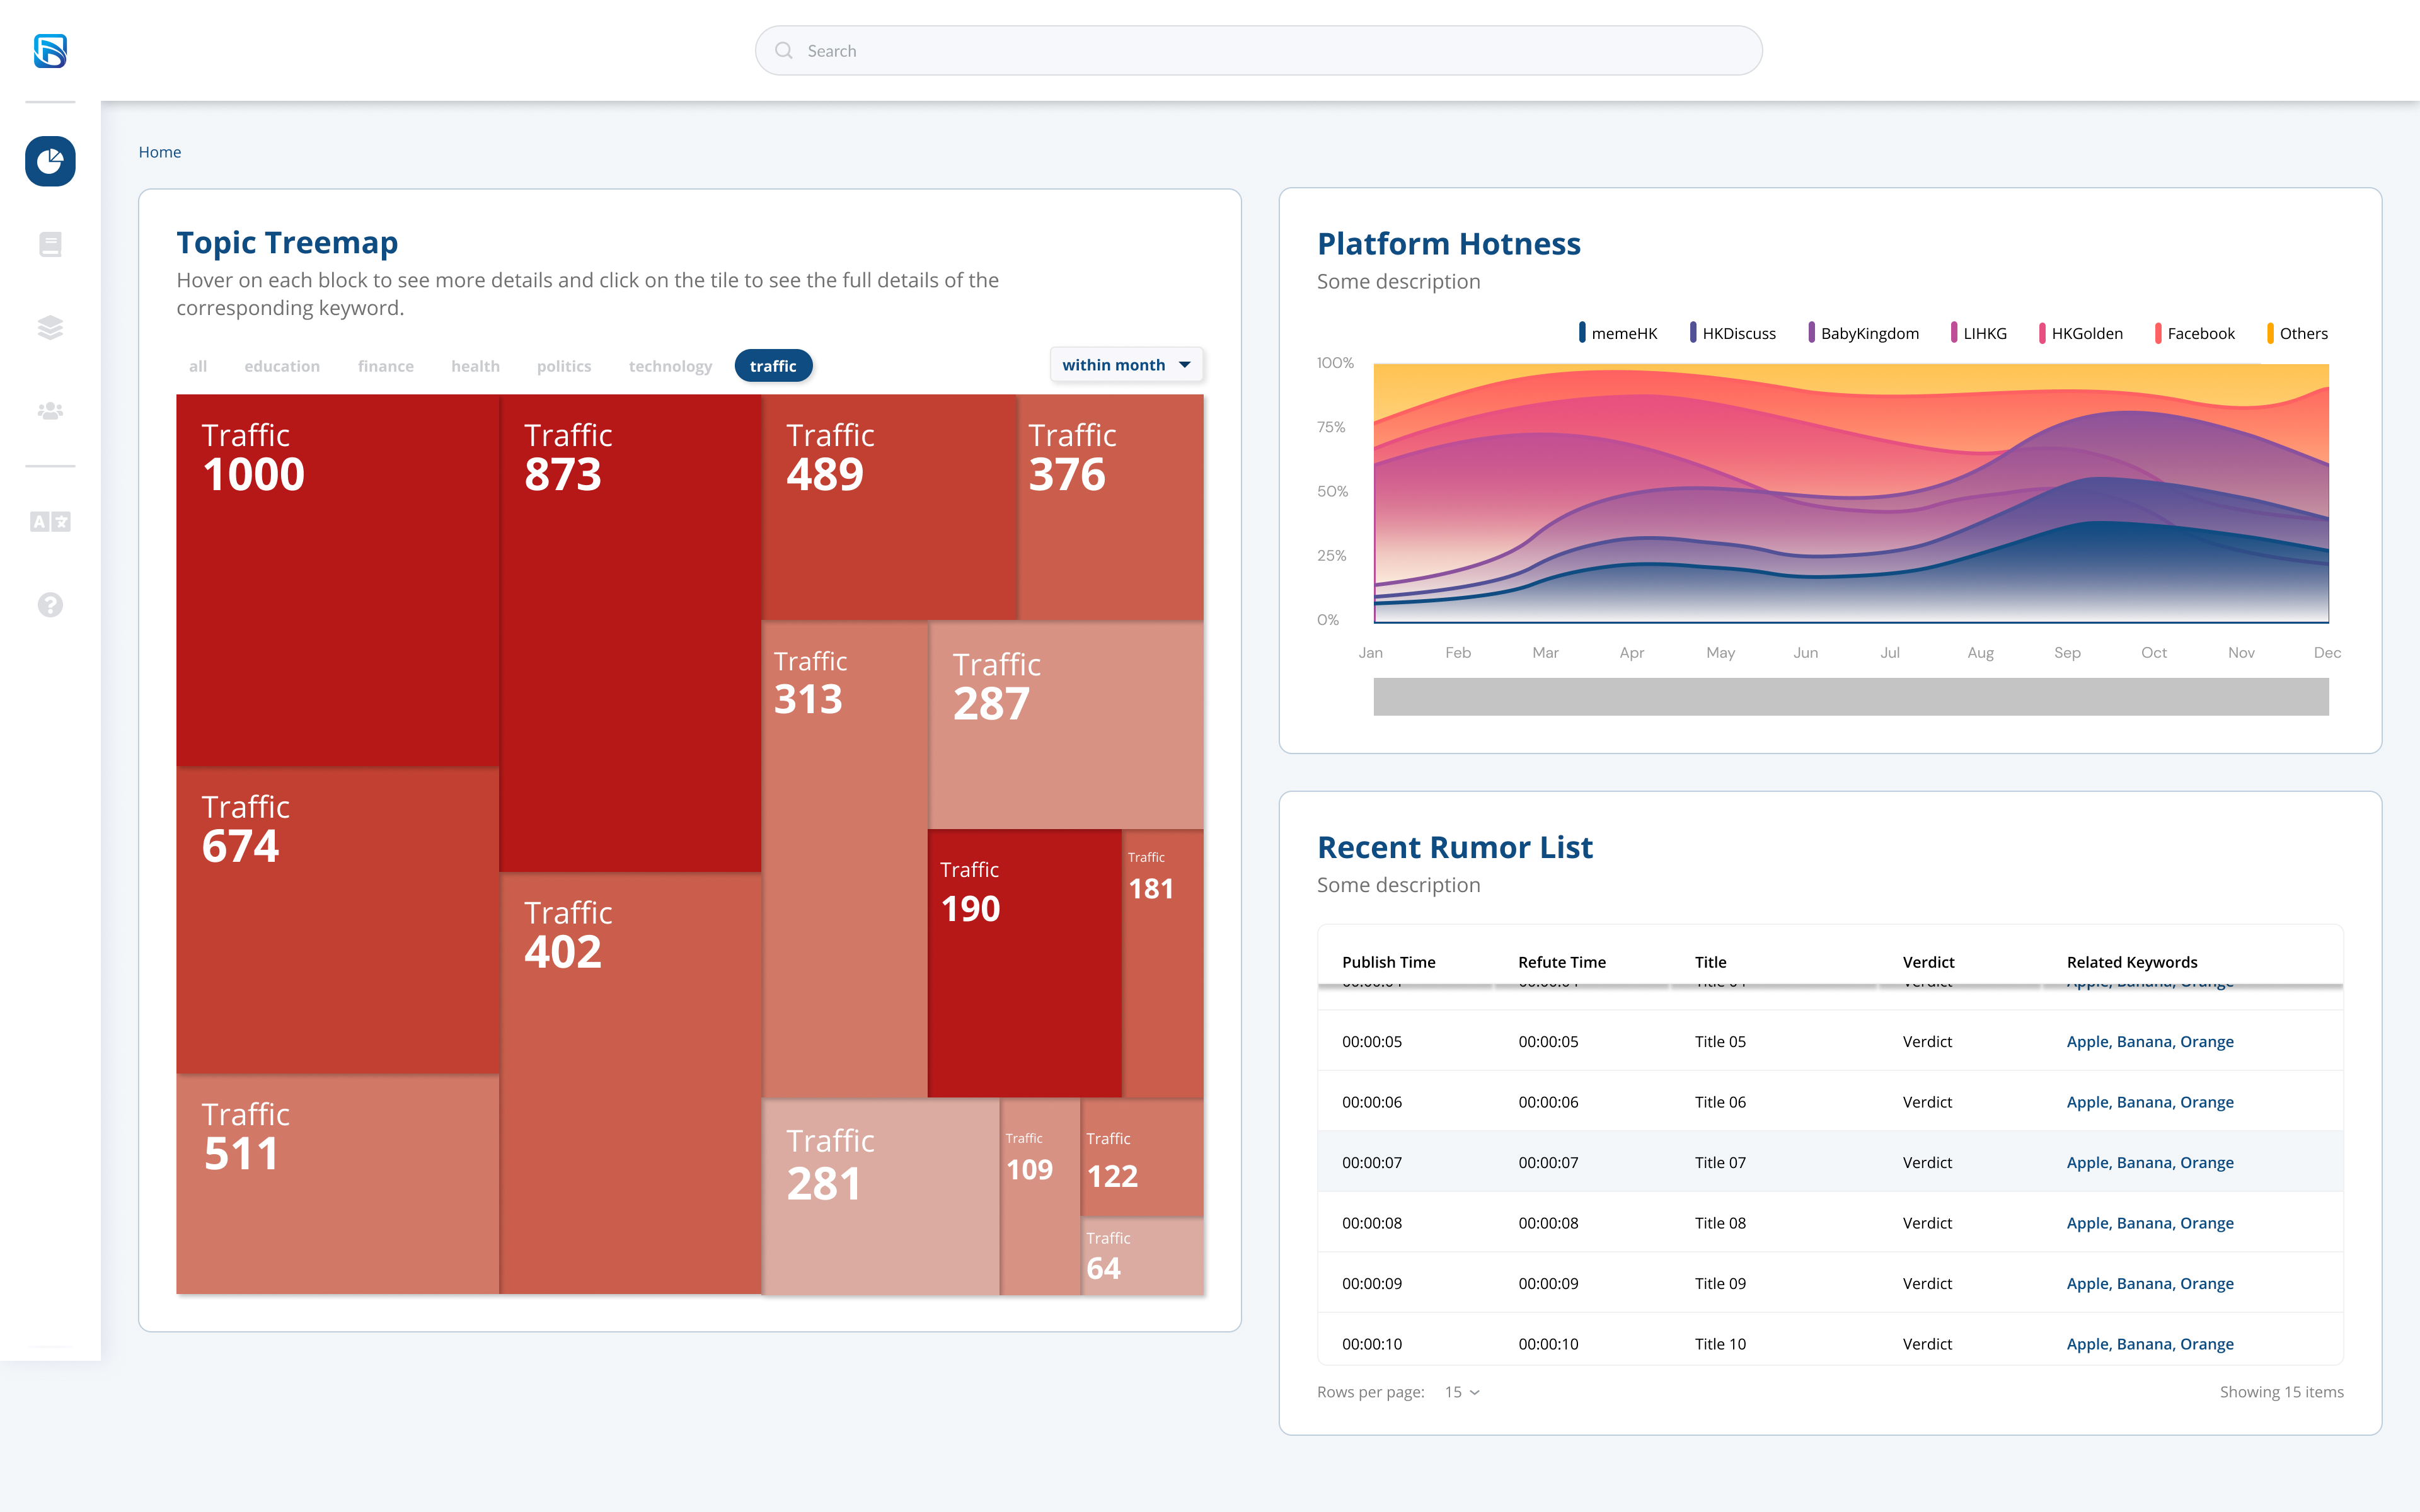 Search
Home
Topic Treemap
Hover on each block to see more details and click on the tile to see the full details of the
corresponding keyword.
all education finance health politics technology traffic
within month
Traffic
1000
Traffic
873
Traffic
489
Traffic
376
Traffic
313
Traffic
287
Traffic
674
Traffic
190
Traffic
181
Traffic
402
Traffic
511
Traffic
281
Traffic
109
Traffic
122
Traffic
64
Platform Hotness
Some description
memeHK HKDiscuss BabyKingdom LIHKG HKGolden Facebook Others
100%
75%
50%
25%
0%
Jan Feb Mar Apr May Jun Jul Aug Sep Oct Nov Dec
Recent Rumor List
Some description
Publish Time Refute Time Title Verdict Related Keywords
Verdict Apple, Banana, Orange
00:00:05 00:00:05 Title 05 Verdict Apple, Banana, Orange
00:00:06 00:00:06 Title 06 Verdict Apple, Banana, Orange
00:00:07 00:00:07 Title 07 Verdict Apple, Banana, Orange
00:00:08 00:00:08 Title 08 Verdict Apple, Banana, Orange
00:00:09 00:00:09 Title 09 Verdict Apple, Banana, Orange
00:00:10 00:00:10 Title 10 Verdict Apple, Banana, Orange
Rows per page: 15
Showing 15 items
A 文
?